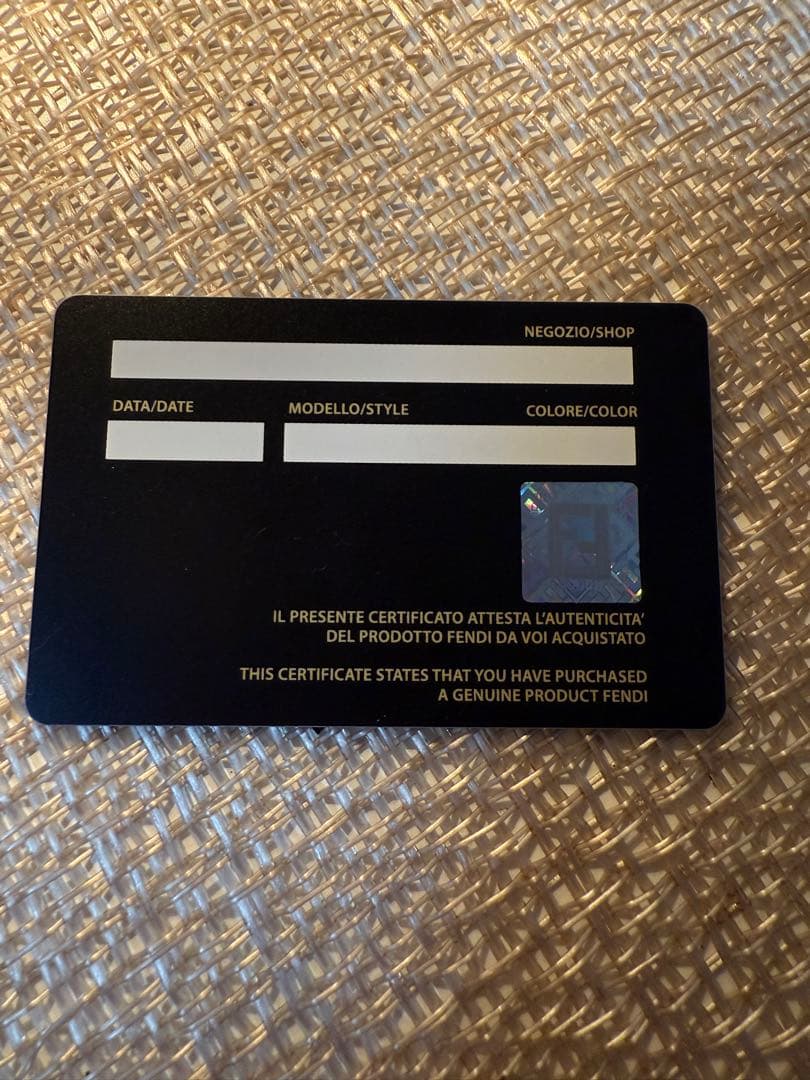 NEGOZIO/SHOP
DATA/DATE MODELLO/STYLE COLORE/COLOR
IL PRESENTE CERTIFICATO ATTESTA L'AUTENTICITA'
DEL PRODOTTO FENDI DA VOI ACQUISTATO
THIS CERTIFICATE STATES THAT YOU HAVE PURCHASED
A GENUINE PRODUCT FENDI